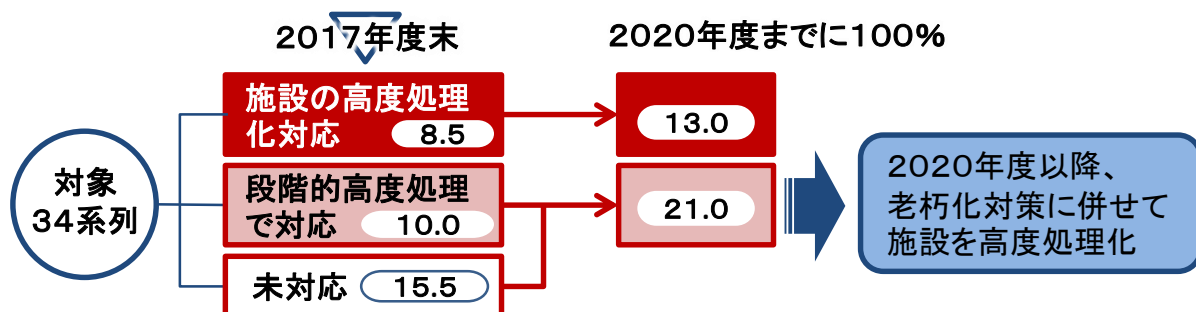 2017年度末
2020年度までに100%
対象
34系列
施設の高度処理
化対応 8.5
段階的高度処理
で対応 10.0
未対応 15.5
13.0
21.0
2020年度以降、
老朽化対策に併せて
施設を高度処理化